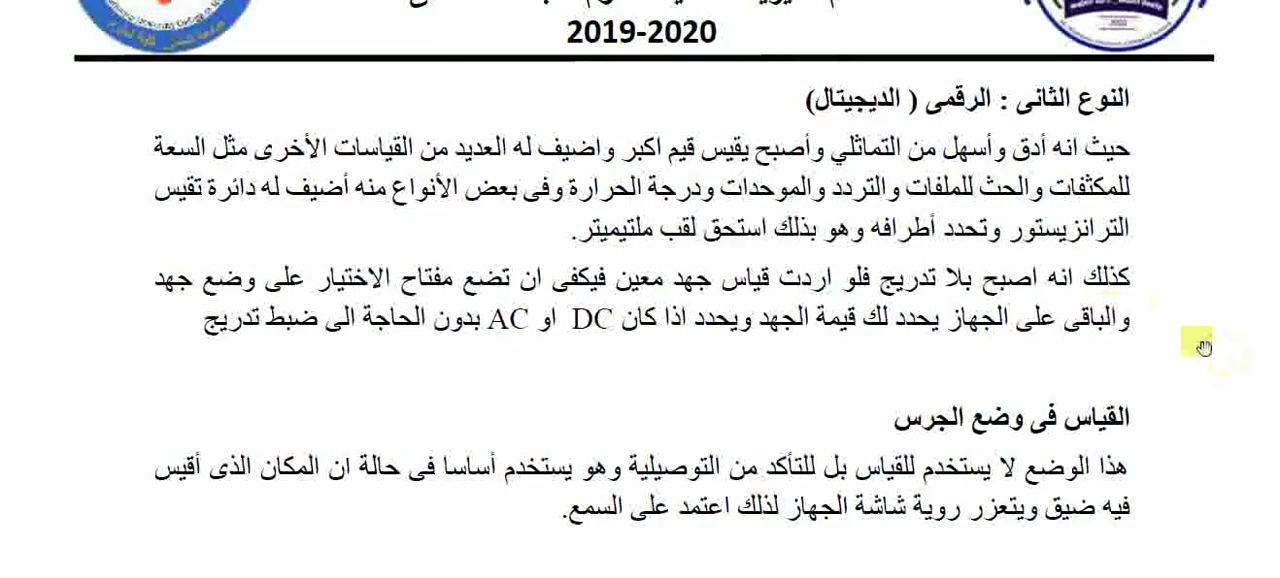 2019-2020
النوع الثانى : الرقمى ( الديجيتال)
حيث انه أدق وأسهل من التماثلي وأصبح يقيس قيم اكبر واضيف له العديد من القياسات الأخرى مثل السعة
للمكثفات والحث للملفات والتردد والموحدات ودرجة الحرارة وفى بعض الأنواع منه أضيف له دائرة تقيس
الترانزيستور وتحدد أطرافه وهو بذلك استحق لقب ملتيميتر.
كذلك انه اصبح بلا تدريج فلو اردت قياس جهد معين فيكفى ان تضع مفتاح الاختيار على وضع جهد
والباقى على الجهاز يحدد لك قيمة الجهد ويحدد اذا كان DC او AC بدون الحاجة الى ضبط تدريج
القياس فى وضع الجرس
هذا الوضع لا يستخدم للقياس بل للتأكد من التوصيلية وهو يستخدم أساسا فى حالة ان المكان الذى أقيس
فيه ضيق ويتعزر روية شاشة الجهاز لذلك اعتمد على السمع.